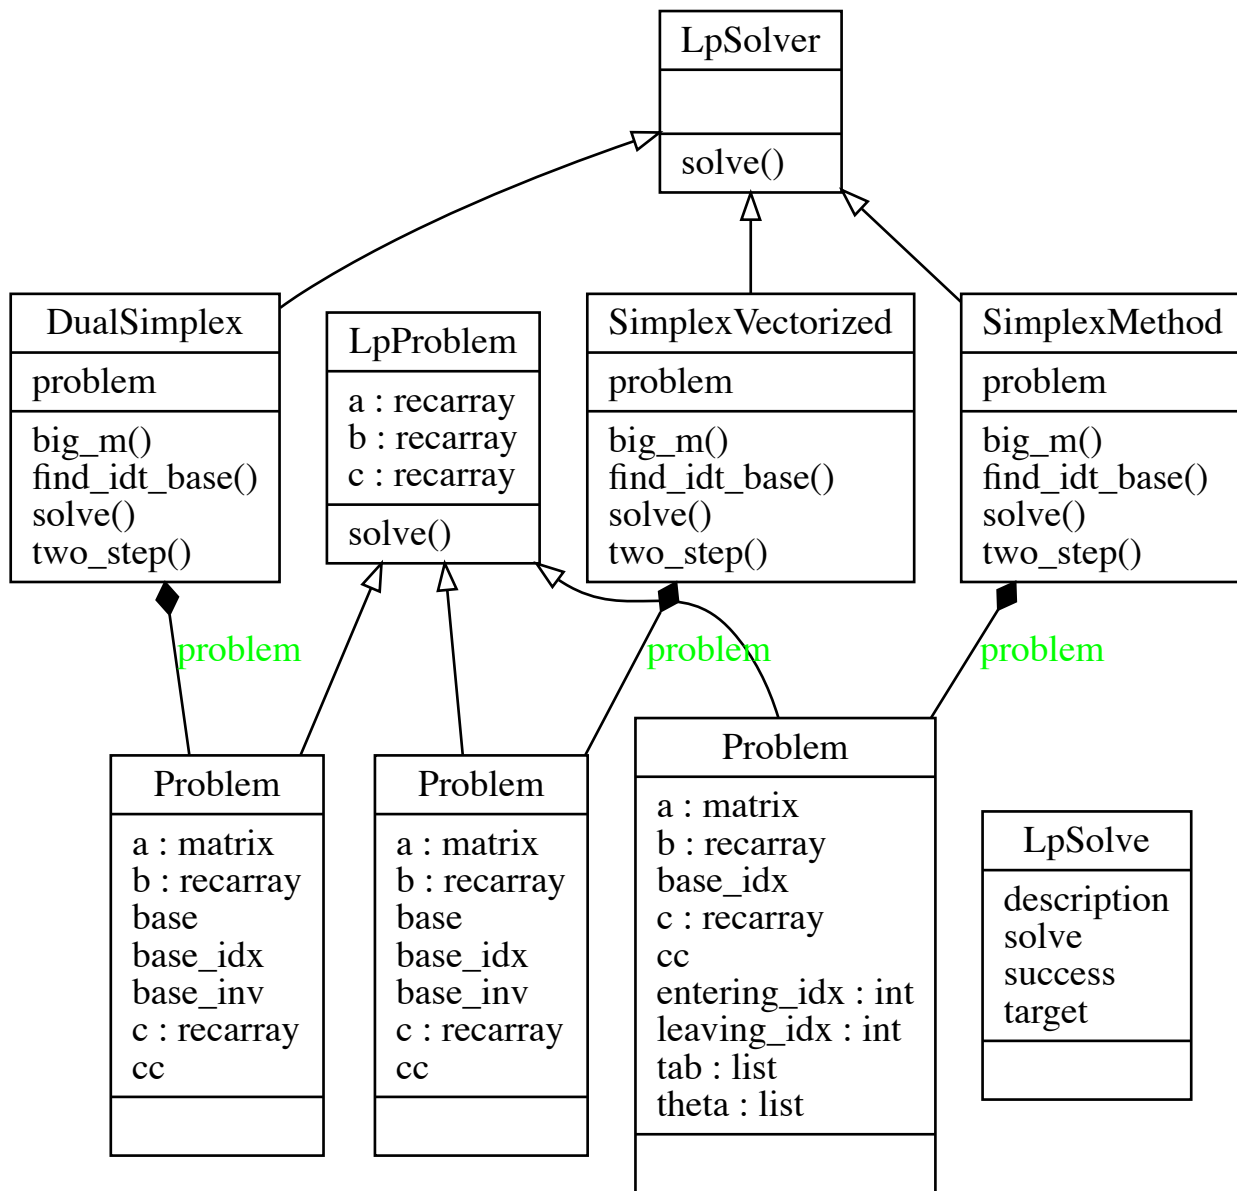 LpSolver
solve()
DualSimplex
problem
big_m()
find_idt_base()
solve()
two_step()
LpProblem
a : recarray
b : recarray
c : recarray
solve()
SimplexVectorized
problem
big_m()
find_idt_base()
solve()
two_step()
SimplexMethod
problem
big_m()
find_idt_base()
solve()
two_step()
problem
problem
problem
Problem
a : matrix
b : recarray
base
base_idx
base_inv
c : recarray
cc
Problem
a : matrix
b : recarray
base
base_idx
base_inv
c : recarray
cc
Problem
a : matrix
b : recarray
base_idx
c : recarray
cc
entering_idx : int
leaving_idx : int
tab : list
theta : list
LpSolve
description
solve
success
target